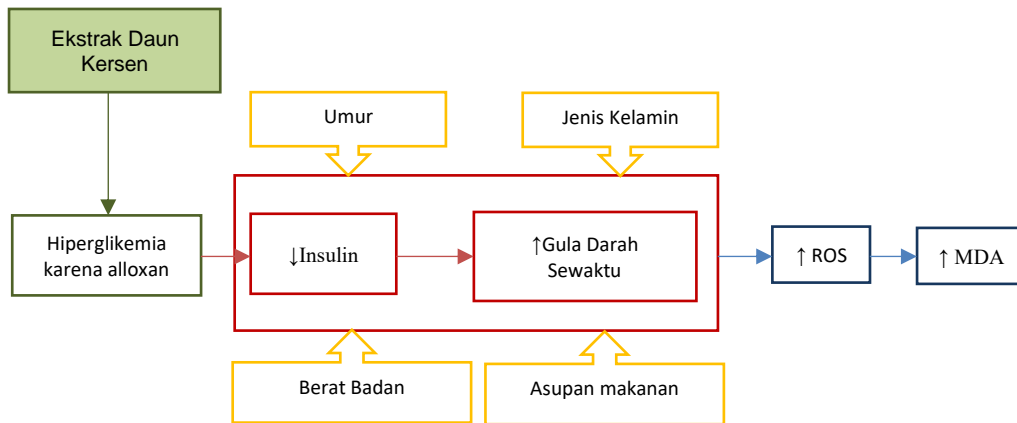 Ekstrak Daun
Kersen
Umur
Jenis Kelamin
Hiperglikemia
karena alloxan
↓Insulin
↑Gula Darah
Sewaktu
↑ ROS
↑ MDA
Berat Badan
Asupan makanan